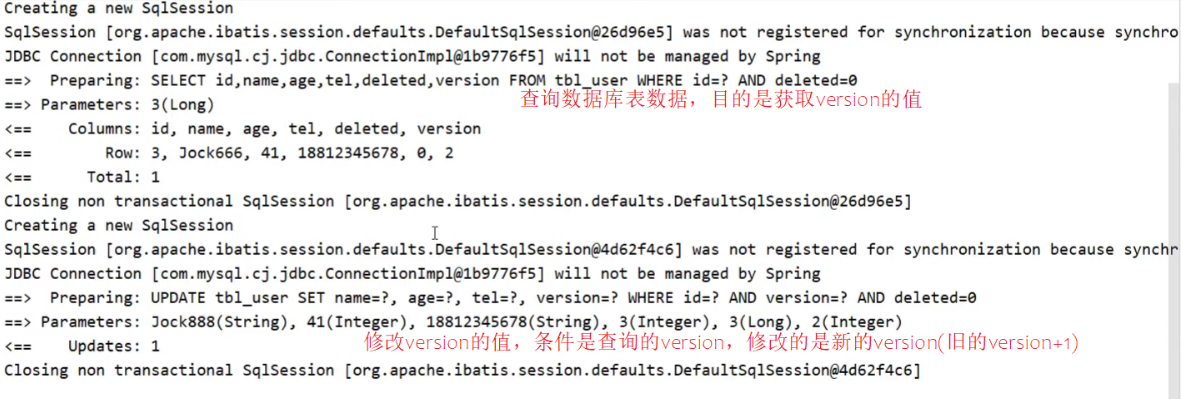 Creating a new SqlSession
SqlSession [org.apache.ibatis.session.defaults.DefaultSqlSession@26d96e5] was not registered for synchronization because synchro
JDBC Connection [com.mysql.cj.jdbc.ConnectionImpl@1b9776f5] will not be managed by Spring
==>  Preparing: SELECT id,name,age,tel,deleted,version FROM tbl_user WHERE id=? AND deleted=0
查询数据库表数据，目的是获取version的值
==> Parameters: 3(Long)
<==    Columns: id, name, age, tel, deleted, version
<==        Row: 3, Jock666, 41, 18812345678, 0, 2
<==      Total: 1
Closing non transactional SqlSession [org.apache.ibatis.session.defaults.DefaultSqlSession@26d96e5]
Creating a new SqlSession
SqlSession [org.apache.ibatis.session.defaults.DefaultSqlSession@4d62f4c6] was not registered for synchronization because synchr
JDBC Connection [com.mysql.cj.jdbc.ConnectionImpl@1b9776f5] will not be managed by Spring
==>  Preparing: UPDATE tbl_user SET name=?, age=?, tel=?, version=? WHERE id=? AND version=? AND deleted=0
==> Parameters: Jock888(String), 41(Integer), 18812345678(String), 3(Integer), 3(Long), 2(Integer)
<==    Updates: 1
修改version的值，条件是查询的version，修改的是新的version(旧的version+1)
Closing non transactional SqlSession [org.apache.ibatis.session.defaults.DefaultSqlSession@4d62f4c6]